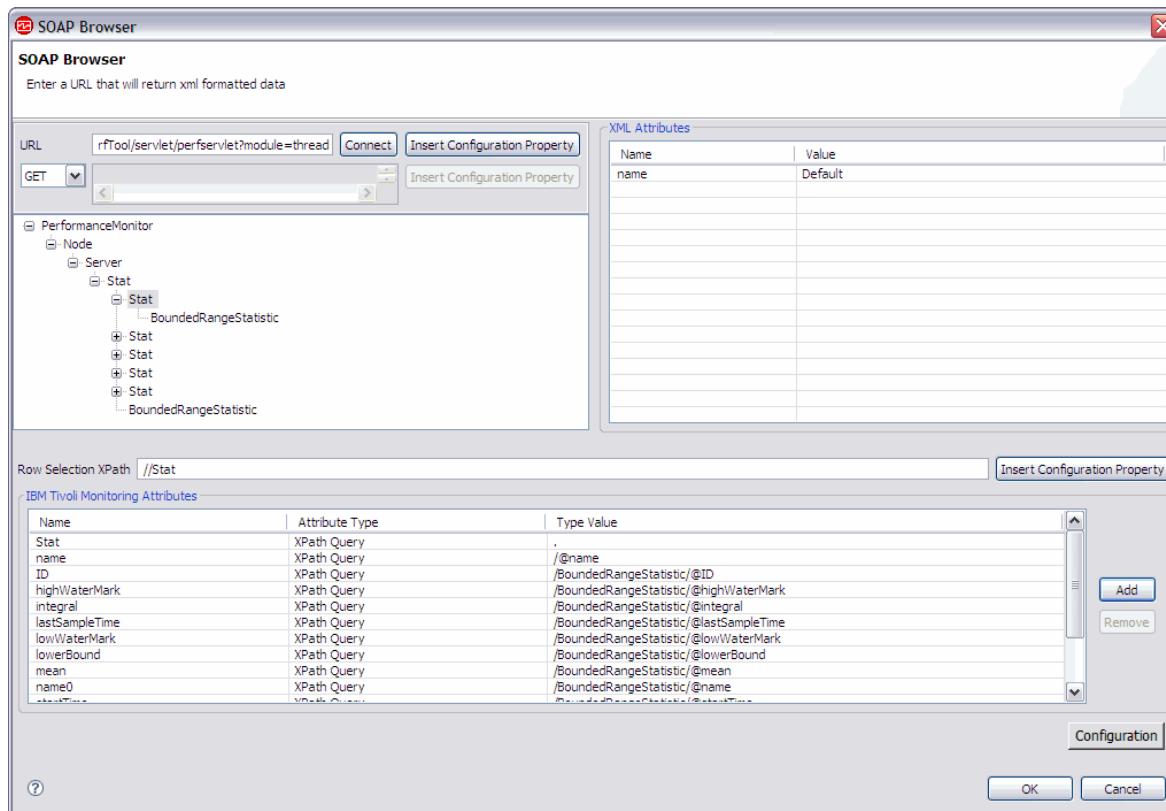 SOAP Browser
SOAP Browser
Enter a URL that will return xml formatted data
URL rfTool/servlet/perfservlet?module=thread Connect Insert Configuration Property
GET Insert Configuration Property
PerformanceMonitor
Node
Server
Stat
Stat
BoundedRangeStatistic
Stat
Stat
Stat
Stat
BoundedRangeStatistic
XML Attributes
Name Value
name Default
Row Selection XPath //Stat Insert Configuration Property
IBM Tivoli Monitoring Attributes
Name Attribute Type Type Value
Stat XPath Query .
name XPath Query /@name
ID XPath Query /BoundedRangeStatistic/@ID
highWaterMark XPath Query /BoundedRangeStatistic/@highWaterMark
integral XPath Query /BoundedRangeStatistic/@integral
lastSampleTime XPath Query /BoundedRangeStatistic/@lastSampleTime
lowWaterMark XPath Query /BoundedRangeStatistic/@lowWaterMark
lowerBound XPath Query /BoundedRangeStatistic/@lowerBound
mean XPath Query /BoundedRangeStatistic/@mean
name0 XPath Query /BoundedRangeStatistic/@name
startTime XPath Query /BoundedRangeStatistic/@startTime
Add
Remove
Configuration
? OK Cancel